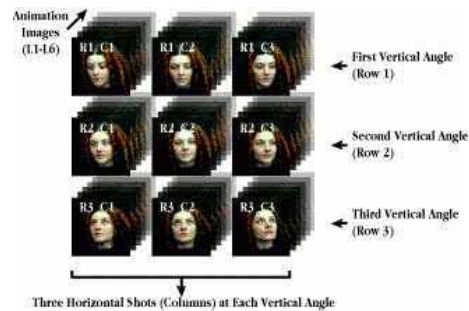 Animation
Images
(I.1-I.6)
R1 C1 R1 C2 R1 C3
First Vertical Angle
(Row 1)
R2 C1 R2 C2 R2 C3
Second Vertical Angle
(Row 2)
R3 C1 R3 C2 R3 C3
Third Vertical Angle
(Row 3)
Three Horizontal Shots (Columns) at Each Vertical Angle